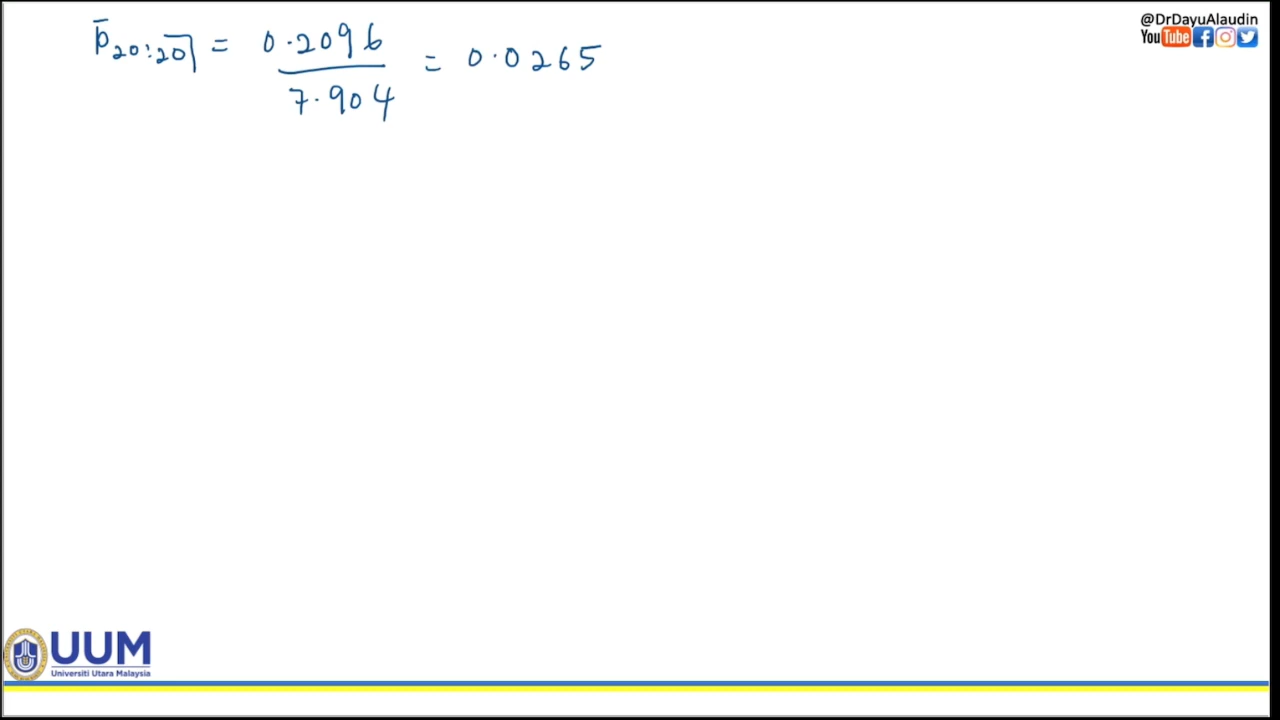 @DrDayuAlaudin
YouTube
p̄20:20̅| = 0.2096 / 7.904 = 0.0265
UUM
Universiti Utara Malaysia